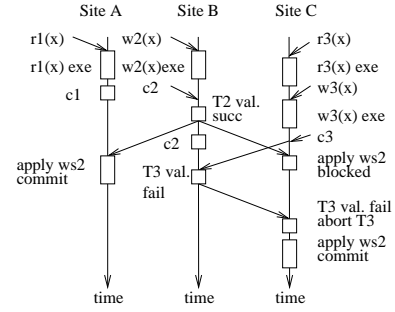 Site A Site B Site C
r1(x) w2(x) r3(x)
r1(x) exe w2(x)exe r3(x) exe
c1 c2 w3(x)
T2 val.
succ w3(x) exe
c2 c3
apply ws2
commit
T3 val.
fail
apply ws2
blocked
T3 val. fail
abort T3
apply ws2
commit
time time time